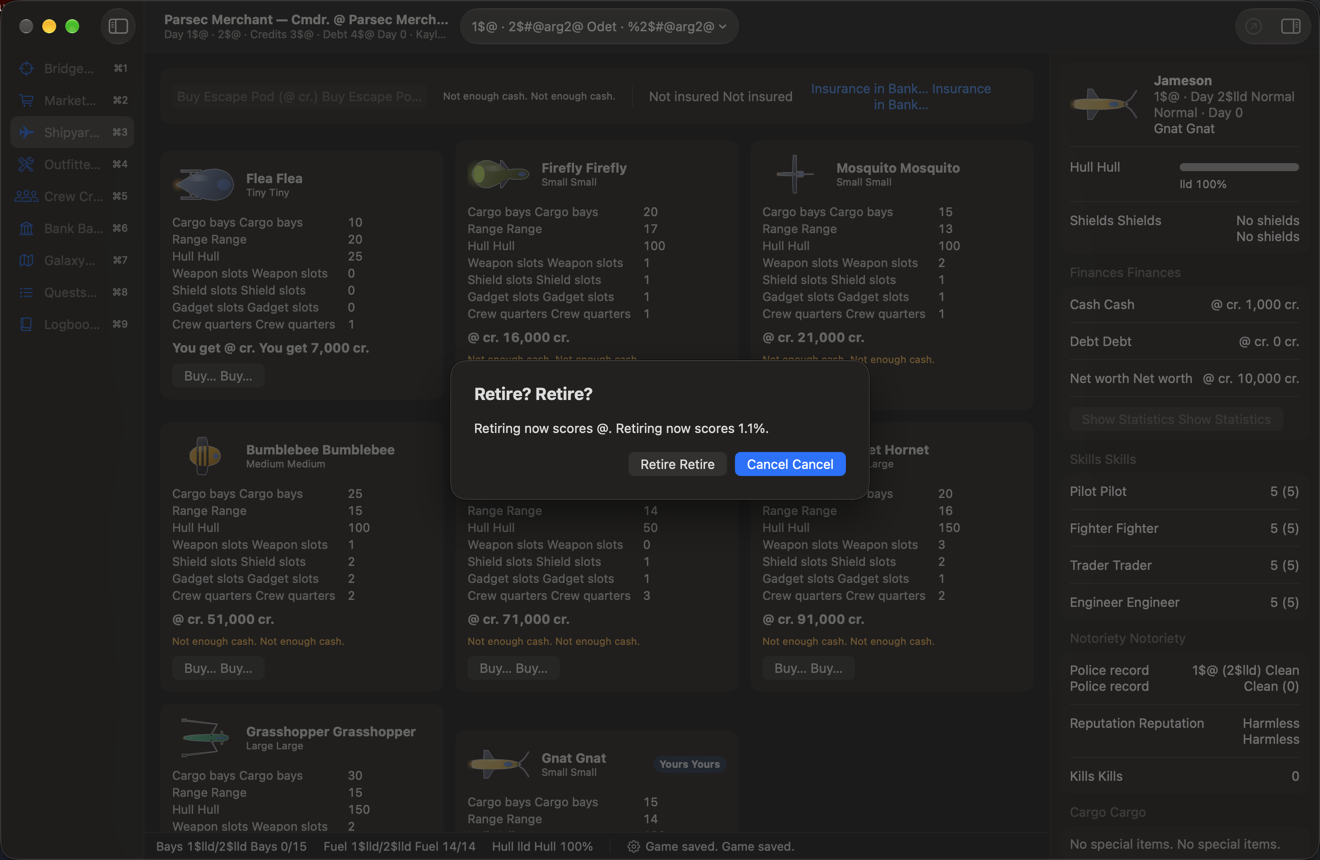 Parsec Merchant — Cmdr. @ Parsec Merch...
Day 1$@ · 2$@ · Credits 3$@ · Debt 4$@ Day 0 · Kayl...
1$@ · 2$#@arg2@ Odet · %2$#@arg2@
Bridge... ⌘1
Market... ⌘2
Shipyar... ⌘3
Outfitte... ⌘4
Crew Cr... ⌘5
Bank Ba... ⌘6
Galaxy... ⌘7
Quests... ⌘8
Logboo... ⌘9
Buy Escape Pod (@ cr.) Buy Escape Po...
Not enough cash. Not enough cash.
Not insured Not insured
Insurance in Bank... Insurance
in Bank...
Flea Flea
Tiny Tiny
Cargo bays Cargo bays 10
Range Range 20
Hull Hull 25
Weapon slots Weapon slots 0
Shield slots Shield slots 0
Gadget slots Gadget slots 0
Crew quarters Crew quarters 1
You get @ cr. You get 7,000 cr.
Buy... Buy...
Firefly Firefly
Small Small
Cargo bays Cargo bays 20
Range Range 17
Hull Hull 100
Weapon slots Weapon slots 1
Shield slots Shield slots 1
Gadget slots Gadget slots 1
Crew quarters Crew quarters 1
@ cr. 16,000 cr.
Not enough cash. Not enough cash.
Mosquito Mosquito
Small Small
Cargo bays Cargo bays 15
Range Range 13
Hull Hull 100
Weapon slots Weapon slots 2
Shield slots Shield slots 1
Gadget slots Gadget slots 1
Crew quarters Crew quarters 1
@ cr. 21,000 cr.
Not enough cash. Not enough cash.
Retire? Retire?
Retiring now scores @. Retiring now scores 1.1%.
Retire Retire
Cancel Cancel
Bumblebee Bumblebee
Medium Medium
Cargo bays Cargo bays 25
Range Range 15
Hull Hull 100
Weapon slots Weapon slots 1
Shield slots Shield slots 2
Gadget slots Gadget slots 2
Crew quarters Crew quarters 2
@ cr. 51,000 cr.
Not enough cash. Not enough cash.
Buy... Buy...
Range Range 14
Hull Hull 50
Weapon slots Weapon slots 0
Shield slots Shield slots 1
Gadget slots Gadget slots 1
Crew quarters Crew quarters 3
@ cr. 71,000 cr.
Not enough cash. Not enough cash.
Buy... Buy...
et Hornet
arge
bays 20
Range Range 16
Hull Hull 150
Weapon slots Weapon slots 3
Shield slots Shield slots 2
Gadget slots Gadget slots 1
Crew quarters Crew quarters 2
@ cr. 91,000 cr.
Not enough cash. Not enough cash.
Buy... Buy...
Grasshopper Grasshopper
Large Large
Cargo bays Cargo bays 30
Range Range 15
Hull Hull 150
Weapon slots Weapon slots 2
Gnat Gnat
Small Small
Yours Yours
Cargo bays Cargo bays 15
Range Range 14
Bays 1$lld/2$lld Bays 0/15 Fuel 1$lld/2$lld Fuel 14/14 Hull lld Hull 100% Game saved. Game saved.
Jameson
1$@ · Day 2$lld Normal
Normal · Day 0
Gnat Gnat
Hull Hull
lld 100%
Shields Shields No shields
No shields
Finances Finances
Cash Cash @ cr. 1,000 cr.
Debt Debt @ cr. 0 cr.
Net worth Net worth @ cr. 10,000 cr.
Show Statistics Show Statistics
Skills Skills
Pilot Pilot 5 (5)
Fighter Fighter 5 (5)
Trader Trader 5 (5)
Engineer Engineer 5 (5)
Notoriety Notoriety
Police record 1$@ (2$lld) Clean
Police record Clean (0)
Reputation Reputation Harmless
Harmless
Kills Kills 0
Cargo Cargo
No special items. No special items.